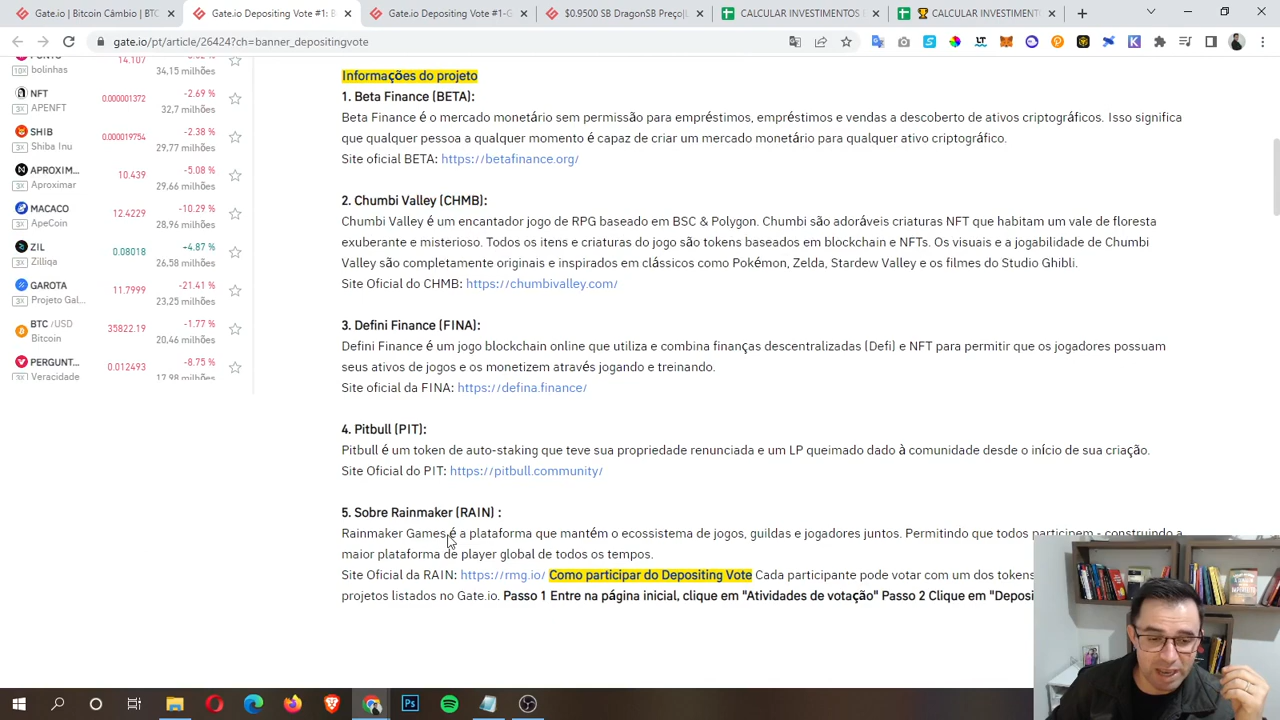 Gate.io | Bitcoin Câmbio | BTC
Gate.io Depositing Vote #1: B
Gate.io Depositing Vote #1-G
$0.9500 SB DragonSB Preço|L
CALCULAR INVESTIMENTOS E
CALCULAR INVESTIMENT
gate.io/pt/article/26424?ch=banner_depositingvote
10X bolinhas 34,15 milhões
NFT 0.000001372 -2.69 %
3X APENFT 32,7 milhões
SHIB 0.000019754 -2.38 %
3X Shiba Inu 29,77 milhões
APROXIM... 10.439 -5.08 %
3X Aproximar 29,66 milhões
MACACO 12.4229 -10.29 %
3X ApeCoin 28,96 milhões
ZIL 0.08018 +4.87 %
3X Zilliqa 26,58 milhões
GAROTA 11.7999 -21.41 %
3X Projeto Gal... 23,25 milhões
BTC /USD 35822.19 -1.77 %
Bitcoin 20,46 milhões
PERGUNT... 0.012493 -8.75 %
3X Veracidade 17,98 milhões
Informações do projeto
1. Beta Finance (BETA):
Beta Finance é o mercado monetário sem permissão para empréstimos, empréstimos e vendas a descoberto de ativos criptográficos. Isso significa
que qualquer pessoa a qualquer momento é capaz de criar um mercado monetário para qualquer ativo criptográfico.
Site oficial BETA: https://betafinance.org/
2. Chumbi Valley (CHMB):
Chumbi Valley é um encantador jogo de RPG baseado em BSC & Polygon. Chumbi são adoráveis criaturas NFT que habitam um vale de floresta
exuberante e misterioso. Todos os itens e criaturas do jogo são tokens baseados em blockchain e NFTs. Os visuais e a jogabilidade de Chumbi
Valley são completamente originais e inspirados em clássicos como Pokémon, Zelda, Stardew Valley e os filmes do Studio Ghibli.
Site Oficial do CHMB: https://chumbivalley.com/
3. Defini Finance (FINA):
Defini Finance é um jogo blockchain online que utiliza e combina finanças descentralizadas (Defi) e NFT para permitir que os jogadores possuam
seus ativos de jogos e os monetizem através jogando e treinando.
Site oficial da FINA: https://defina.finance/
4. Pitbull (PIT):
Pitbull é um token de auto-staking que teve sua propriedade renunciada e um LP queimado dado à comunidade desde o início de sua criação.
Site Oficial do PIT: https://pitbull.community/
5. Sobre Rainmaker (RAIN) :
Rainmaker Games é a plataforma que mantém o ecossistema de jogos, guildas e jogadores juntos. Permitindo que todos participem - construindo a
maior plataforma de player global de todos os tempos.
Site Oficial da RAIN: https://rmg.io/ Como participar do Depositing Vote Cada participante pode votar com um dos tokens
projetos listados no Gate.io. Passo 1 Entre na página inicial, clique em "Atividades de votação" Passo 2 Clique em "Deposi